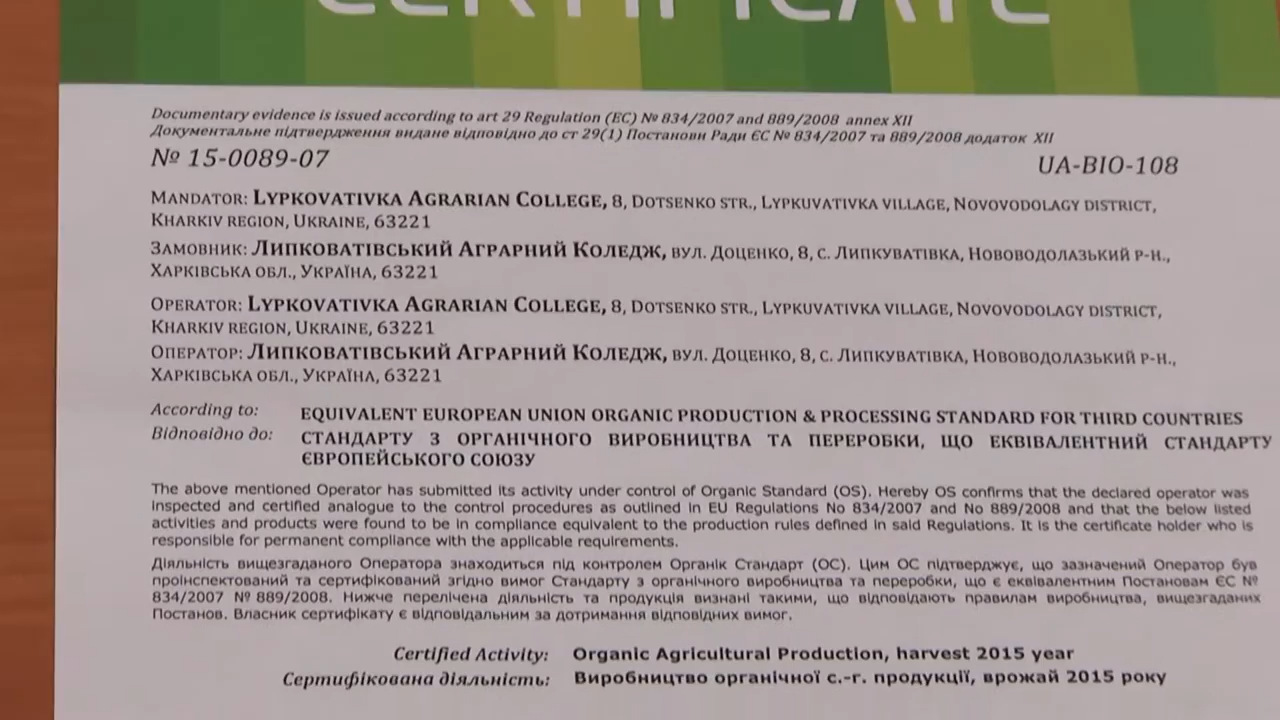 CERTIFICATE
Documentary evidence is issued according to art 29 Regulation (EC) № 834/2007 and 889/2008 annex XII
Документальне підтвердження видане відповідно до ст 29(1) Постанови Ради ЄС № 834/2007 та 889/2008 додаток XII
№ 15-0089-07 UA-BIO-108
MANDATOR: LYPKOVATIVKA AGRARIAN COLLEGE, 8, DOTSENKO STR., LYPKUVATIVKA VILLAGE, NOVOVODOLAGY DISTRICT,
KHARKIV REGION, UKRAINE, 63221
ЗАМОВНИК: ЛИПКОВАТІВСЬКИЙ АГРАРНИЙ КОЛЕДЖ, ВУЛ. ДОЦЕНКО, 8, С. ЛИПКУВАТІВКА, НОВОВОДОЛАЗЬКИЙ Р-Н.,
ХАРКІВСЬКА ОБЛ., УКРАЇНА, 63221
OPERATOR: LYPKOVATIVKA AGRARIAN COLLEGE, 8, DOTSENKO STR., LYPKUVATIVKA VILLAGE, NOVOVODOLAGY DISTRICT,
KHARKIV REGION, UKRAINE, 63221
ОПЕРАТОР: ЛИПКОВАТІВСЬКИЙ АГРАРНИЙ КОЛЕДЖ, ВУЛ. ДОЦЕНКО, 8, С. ЛИПКУВАТІВКА, НОВОВОДОЛАЗЬКИЙ Р-Н.,
ХАРКІВСЬКА ОБЛ., УКРАЇНА, 63221
According to: EQUIVALENT EUROPEAN UNION ORGANIC PRODUCTION & PROCESSING STANDARD FOR THIRD COUNTRIES
Відповідно до: СТАНДАРТУ З ОРГАНІЧНОГО ВИРОБНИЦТВА ТА ПЕРЕРОБКИ, ЩО ЕКВІВАЛЕНТНИЙ СТАНДАРТУ
ЄВРОПЕЙСЬКОГО СОЮЗУ
The above mentioned Operator has submitted its activity under control of Organic Standard (OS). Hereby OS confirms that the declared operator was
inspected and certified analogue to the control procedures as outlined in EU Regulations No 834/2007 and No 889/2008 and that the below listed
activities and products were found to be in compliance equivalent to the production rules defined in said Regulations. It is the certificate holder who is
responsible for permanent compliance with the applicable requirements.
Діяльність вищезгаданого Оператора знаходиться під контролем Органік Стандарт (ОС). Цим ОС підтверджує, що зазначений Оператор був
проінспектований та сертифікований згідно вимог Стандарту з органічного виробництва та переробки, що є еквівалентним Постановам ЄС №
834/2007 № 889/2008. Нижче перелічена діяльність та продукція визнані такими, що відповідають правилам виробництва, вищезгаданих
Постанов. Власник сертифікату є відповідальним за дотримання відповідних вимог.
Certified Activity: Organic Agricultural Production, harvest 2015 year
Сертифікована діяльність: Виробництво органічної с.-г. продукції, врожай 2015 року